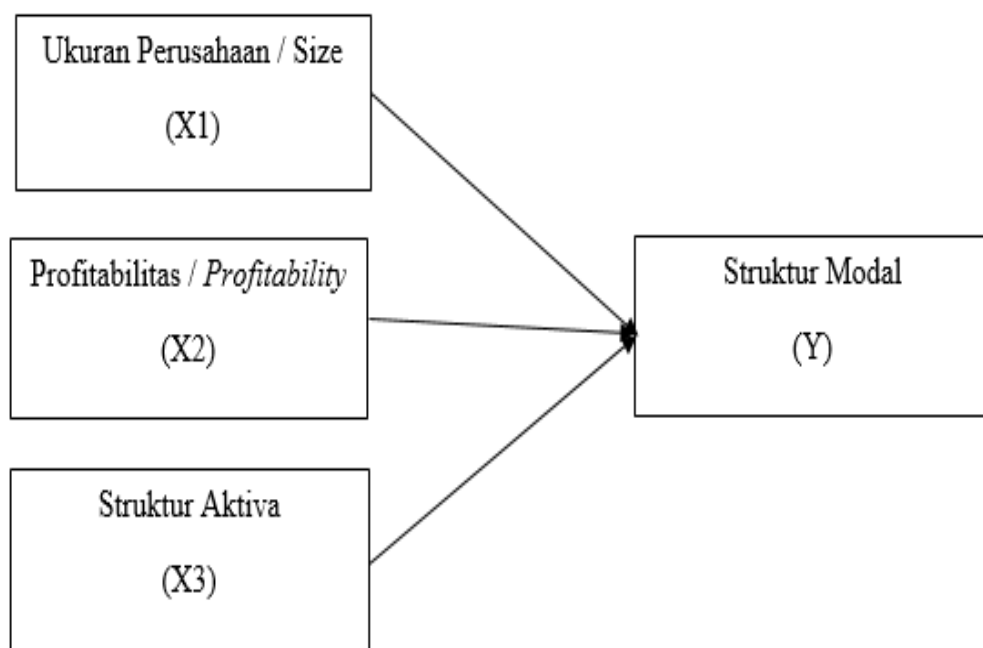 Ukuran Perusahaan / Size
(X1)
Profitabilitas / Profitability
(X2)
Struktur Aktiva
(X3)
Struktur Modal
(Y)